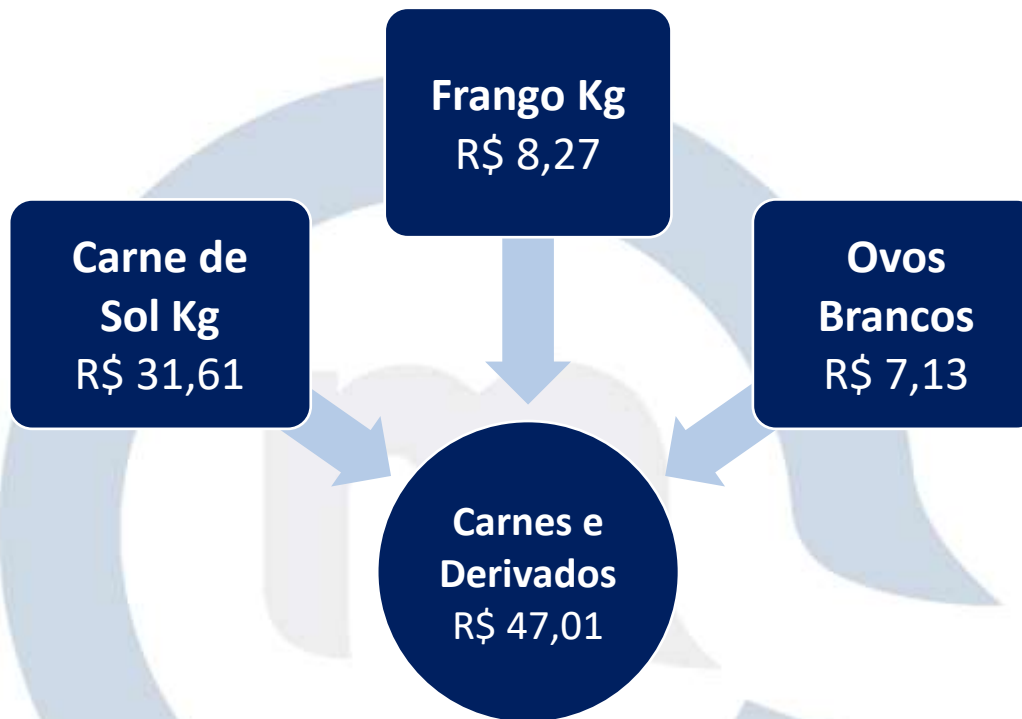 Frango Kg
R$ 8,27
Carne de
Sol Kg
R$ 31,61
Ovos
Brancos
R$ 7,13
Carnes e
Derivados
R$ 47,01